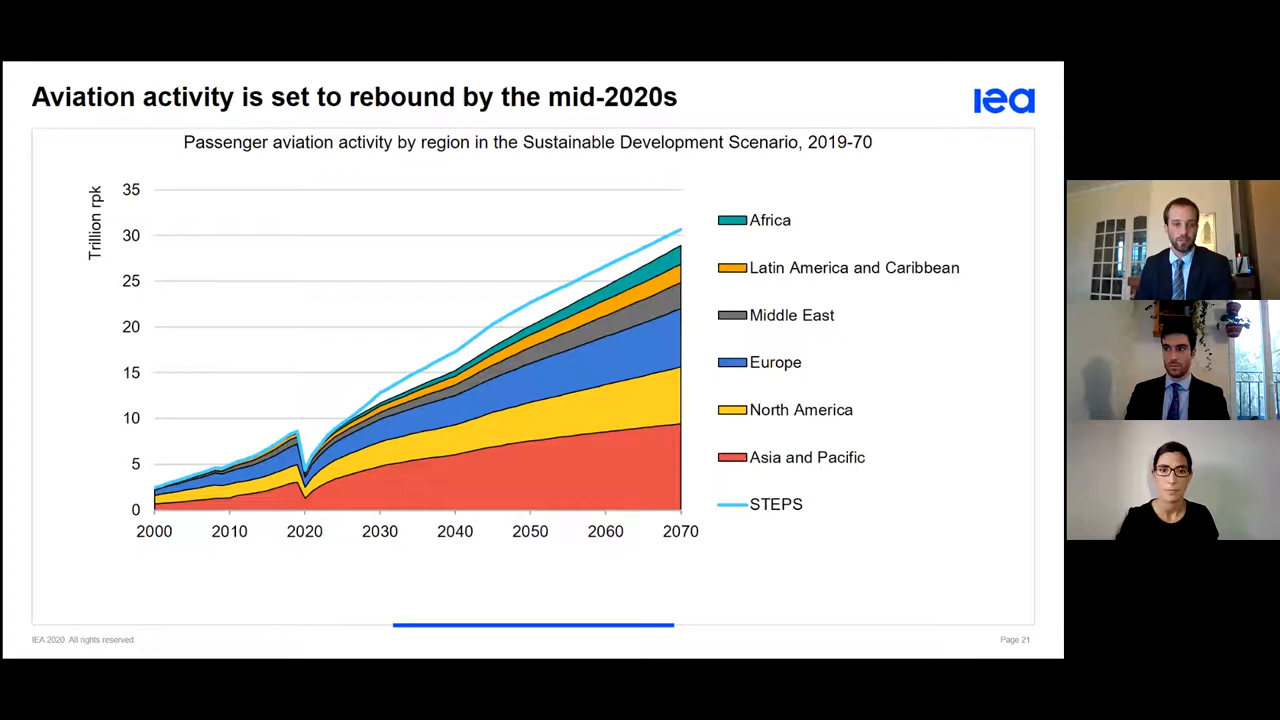 Aviation activity is set to rebound by the mid-2020s
iea
Passenger aviation activity by region in the Sustainable Development Scenario, 2019-70
Trillion rpk
35
30
25
20
15
10
5
0
2000 2010 2020 2030 2040 2050 2060 2070
Africa
Latin America and Caribbean
Middle East
Europe
North America
Asia and Pacific
STEPS
IEA 2020. All rights reserved.
Page 21